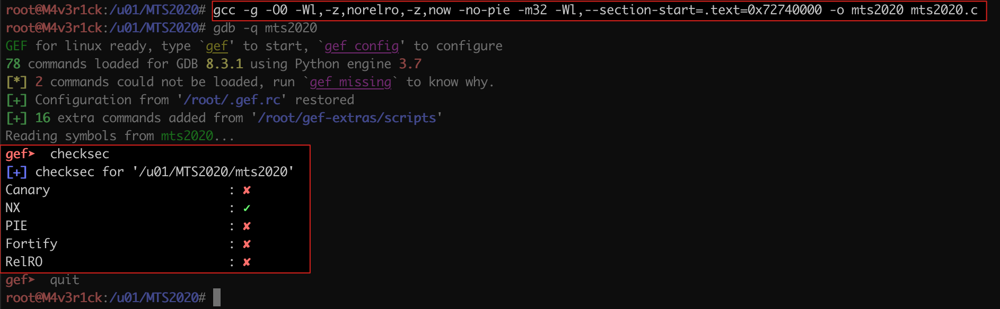 root@M4v3r1ck:/u01/MTS2020# gcc -g -O0 -Wl,-z,norelro,-z,now -no-pie -m32 -Wl,--section-start=.text=0x72740000 -o mts2020 mts2020.c
root@M4v3r1ck:/u01/MTS2020# gdb -q mts2020
GEF for linux ready, type `gef' to start, `gef config' to configure
78 commands loaded for GDB 8.3.1 using Python engine 3.7
[*] 2 commands could not be loaded, run `gef missing` to know why.
[+] Configuration from '/root/.gef.rc' restored
[+] 16 extra commands added from '/root/gef-extras/scripts'
Reading symbols from mts2020...
gef➤  checksec
[+] checksec for '/u01/MTS2020/mts2020'
Canary                        : ✘
NX                            : ✓
PIE                           : ✘
Fortify                       : ✘
RelRO                         : ✘
gef➤  quit
root@M4v3r1ck:/u01/MTS2020#